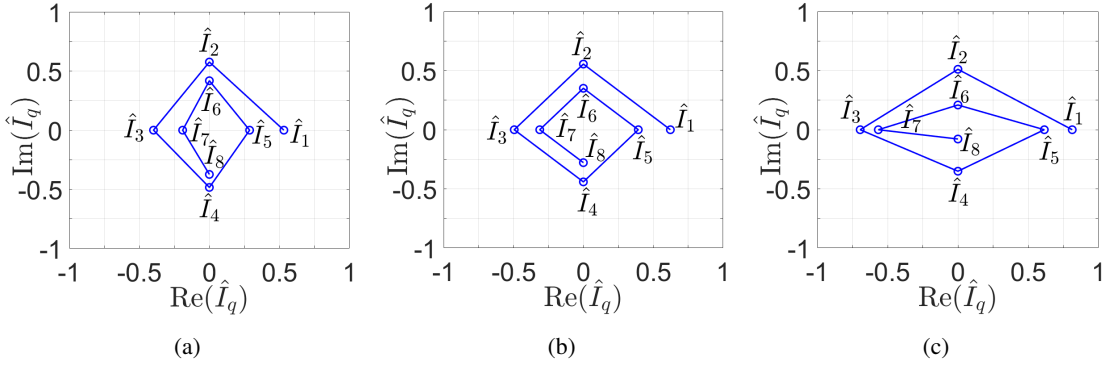 1
0.5
0
-0.5
-1
-1 -0.5 0 0.5 1
Im(Î_q)
Re(Î_q)
Î_2
Î_6
Î_3 Î_7 Î_5 Î_1
Î_8
Î_4
(a)
1
0.5
0
-0.5
-1
-1 -0.5 0 0.5 1
Im(Î_q)
Re(Î_q)
Î_2
Î_6
Î_3 Î_7 Î_1
Î_8 Î_5
Î_4
(b)
1
0.5
0
-0.5
-1
-1 -0.5 0 0.5 1
Im(Î_q)
Re(Î_q)
Î_2
Î_6
Î_3 Î_7 Î_1
Î_8 Î_5
Î_4
(c)